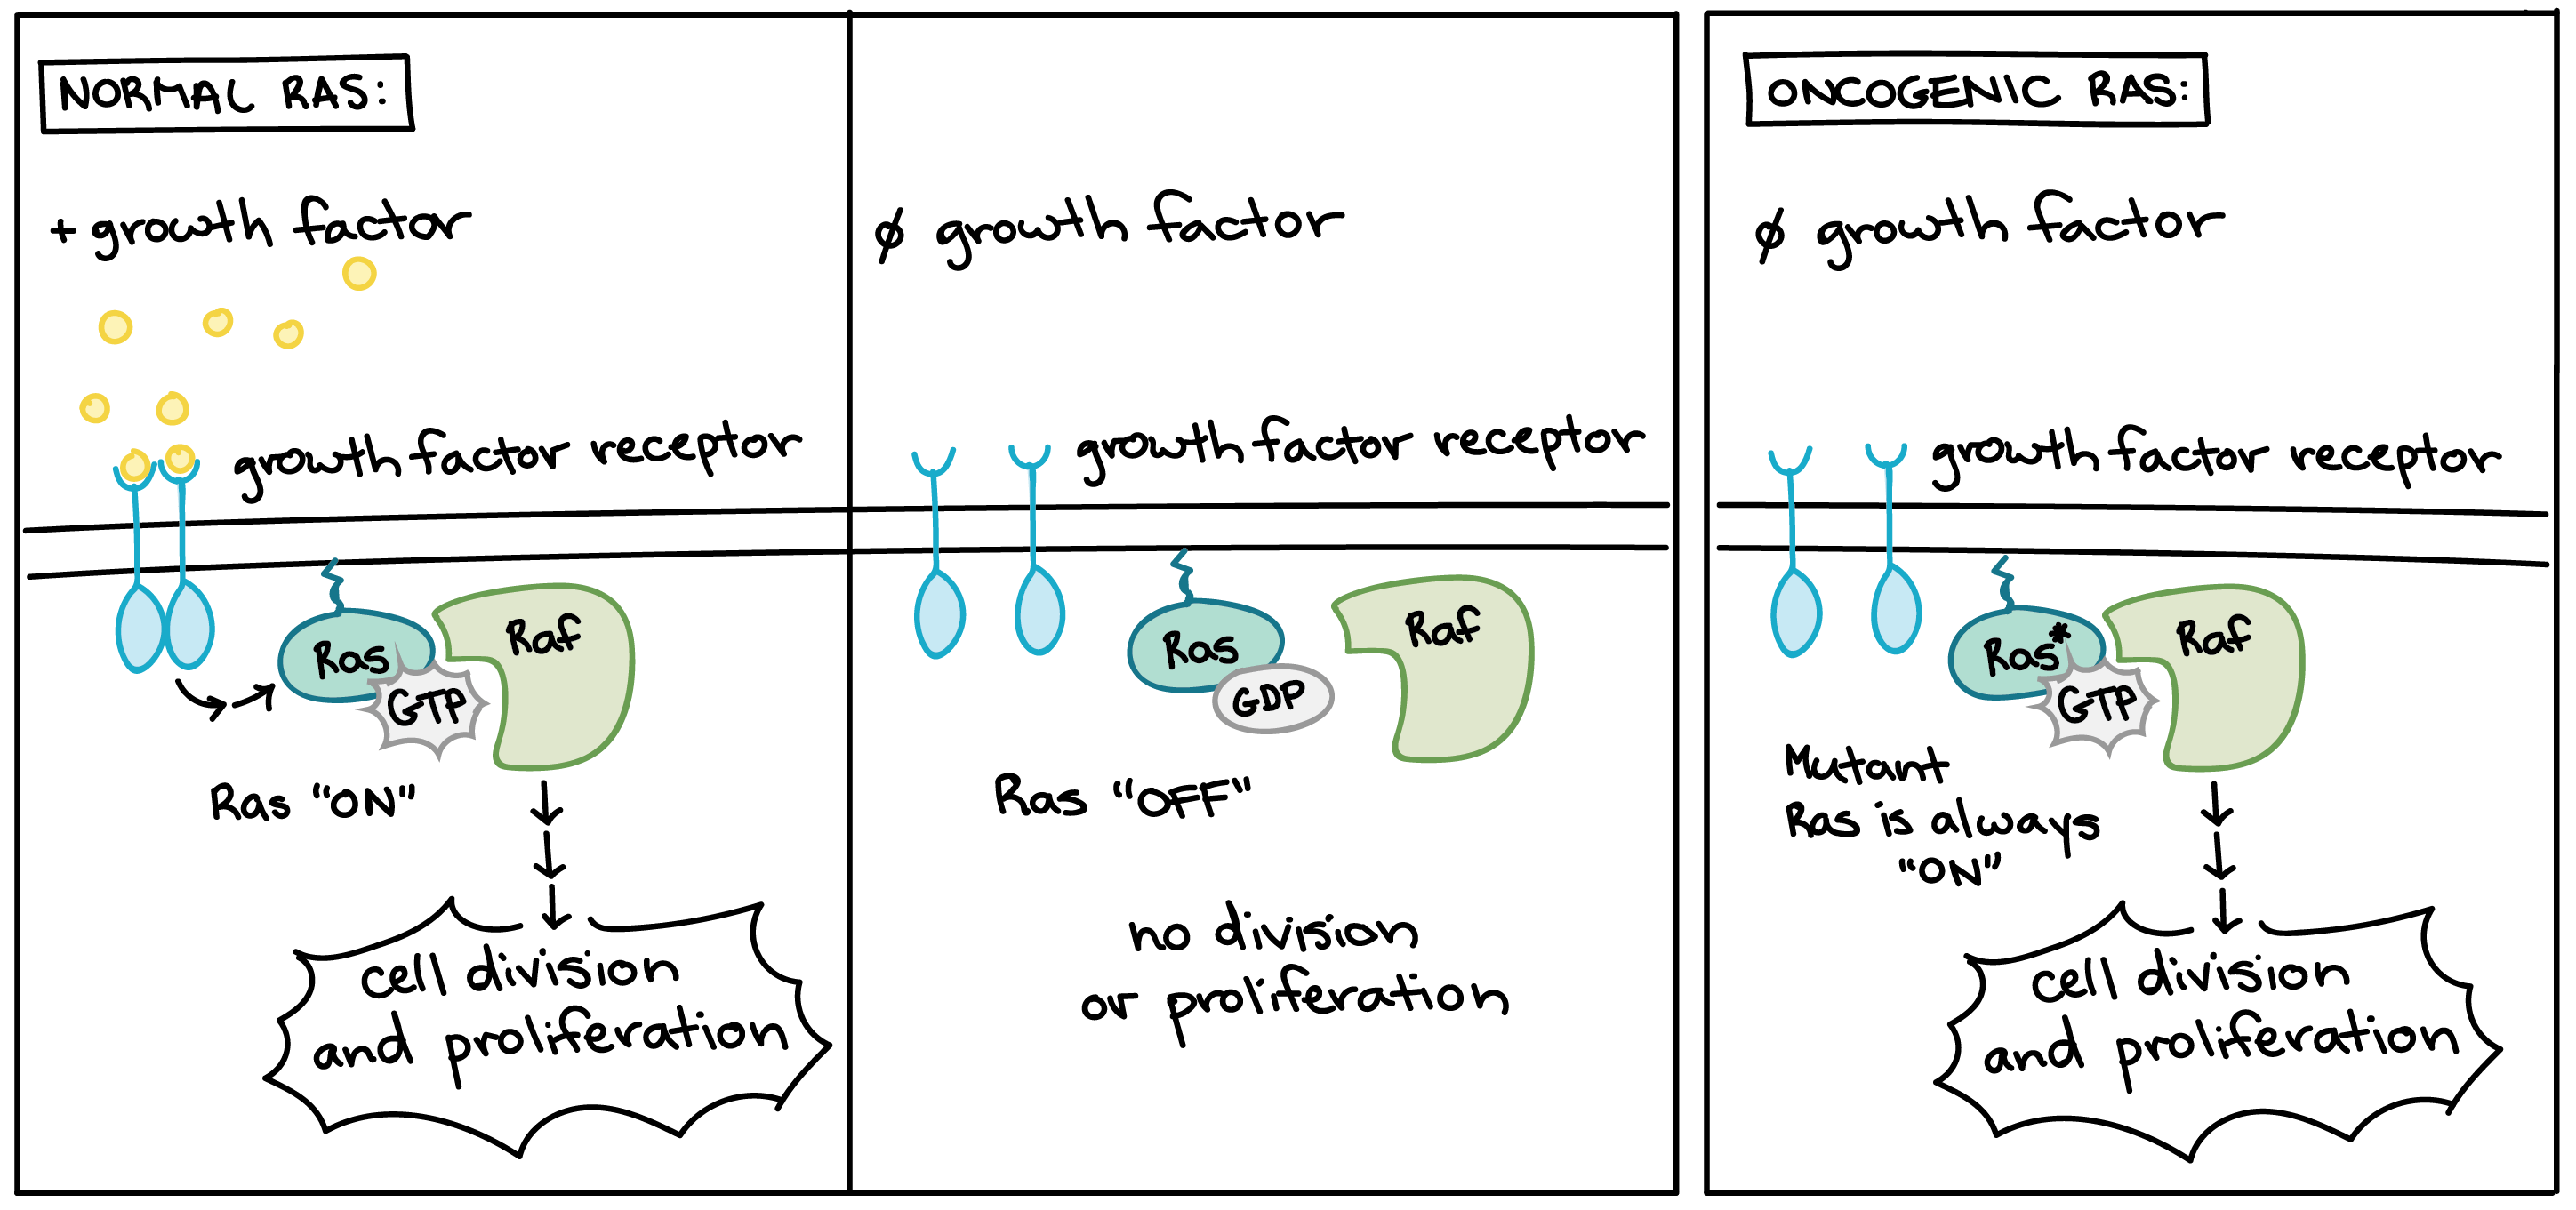 NORMAL RAS:
+ growth factor
growth factor receptor
Ras
GTP
Raf
Ras "ON"
cell division
and proliferation
ø growth factor
growth factor receptor
Ras
GDP
Raf
Ras "OFF"
no division
or proliferation
ONCOGENIC RAS:
ø growth factor
growth factor receptor
Ras*
GTP
Raf
Mutant
Ras is always
"ON"
cell division
and proliferation